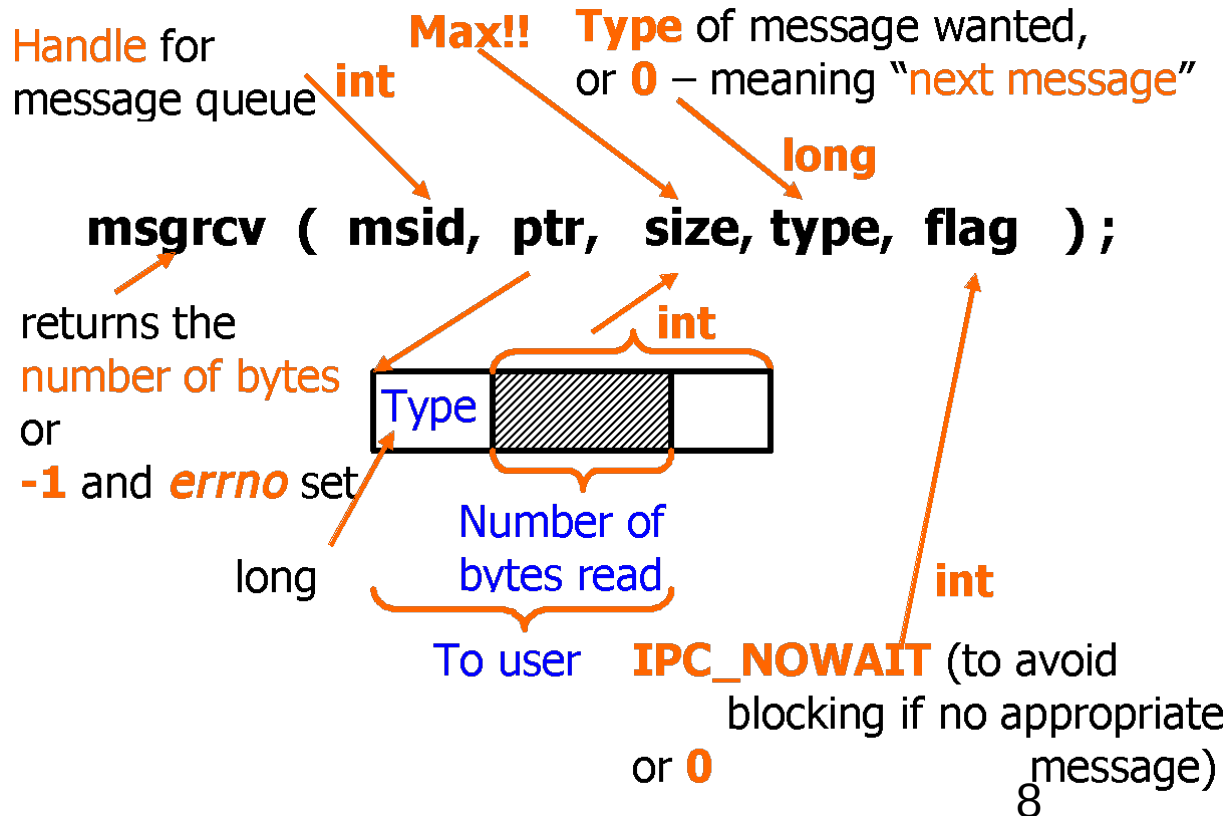 Handle for
message queue
int
Max!!
Type of message wanted,
or 0 – meaning “next message”
long
msgrcv ( msid, ptr, size, type, flag ) ;
returns the
number of bytes
or
-1 and errno set
int
Type
Number of
bytes read
long
To user
int
IPC_NOWAIT (to avoid
blocking if no appropriate
or 0 message)
8